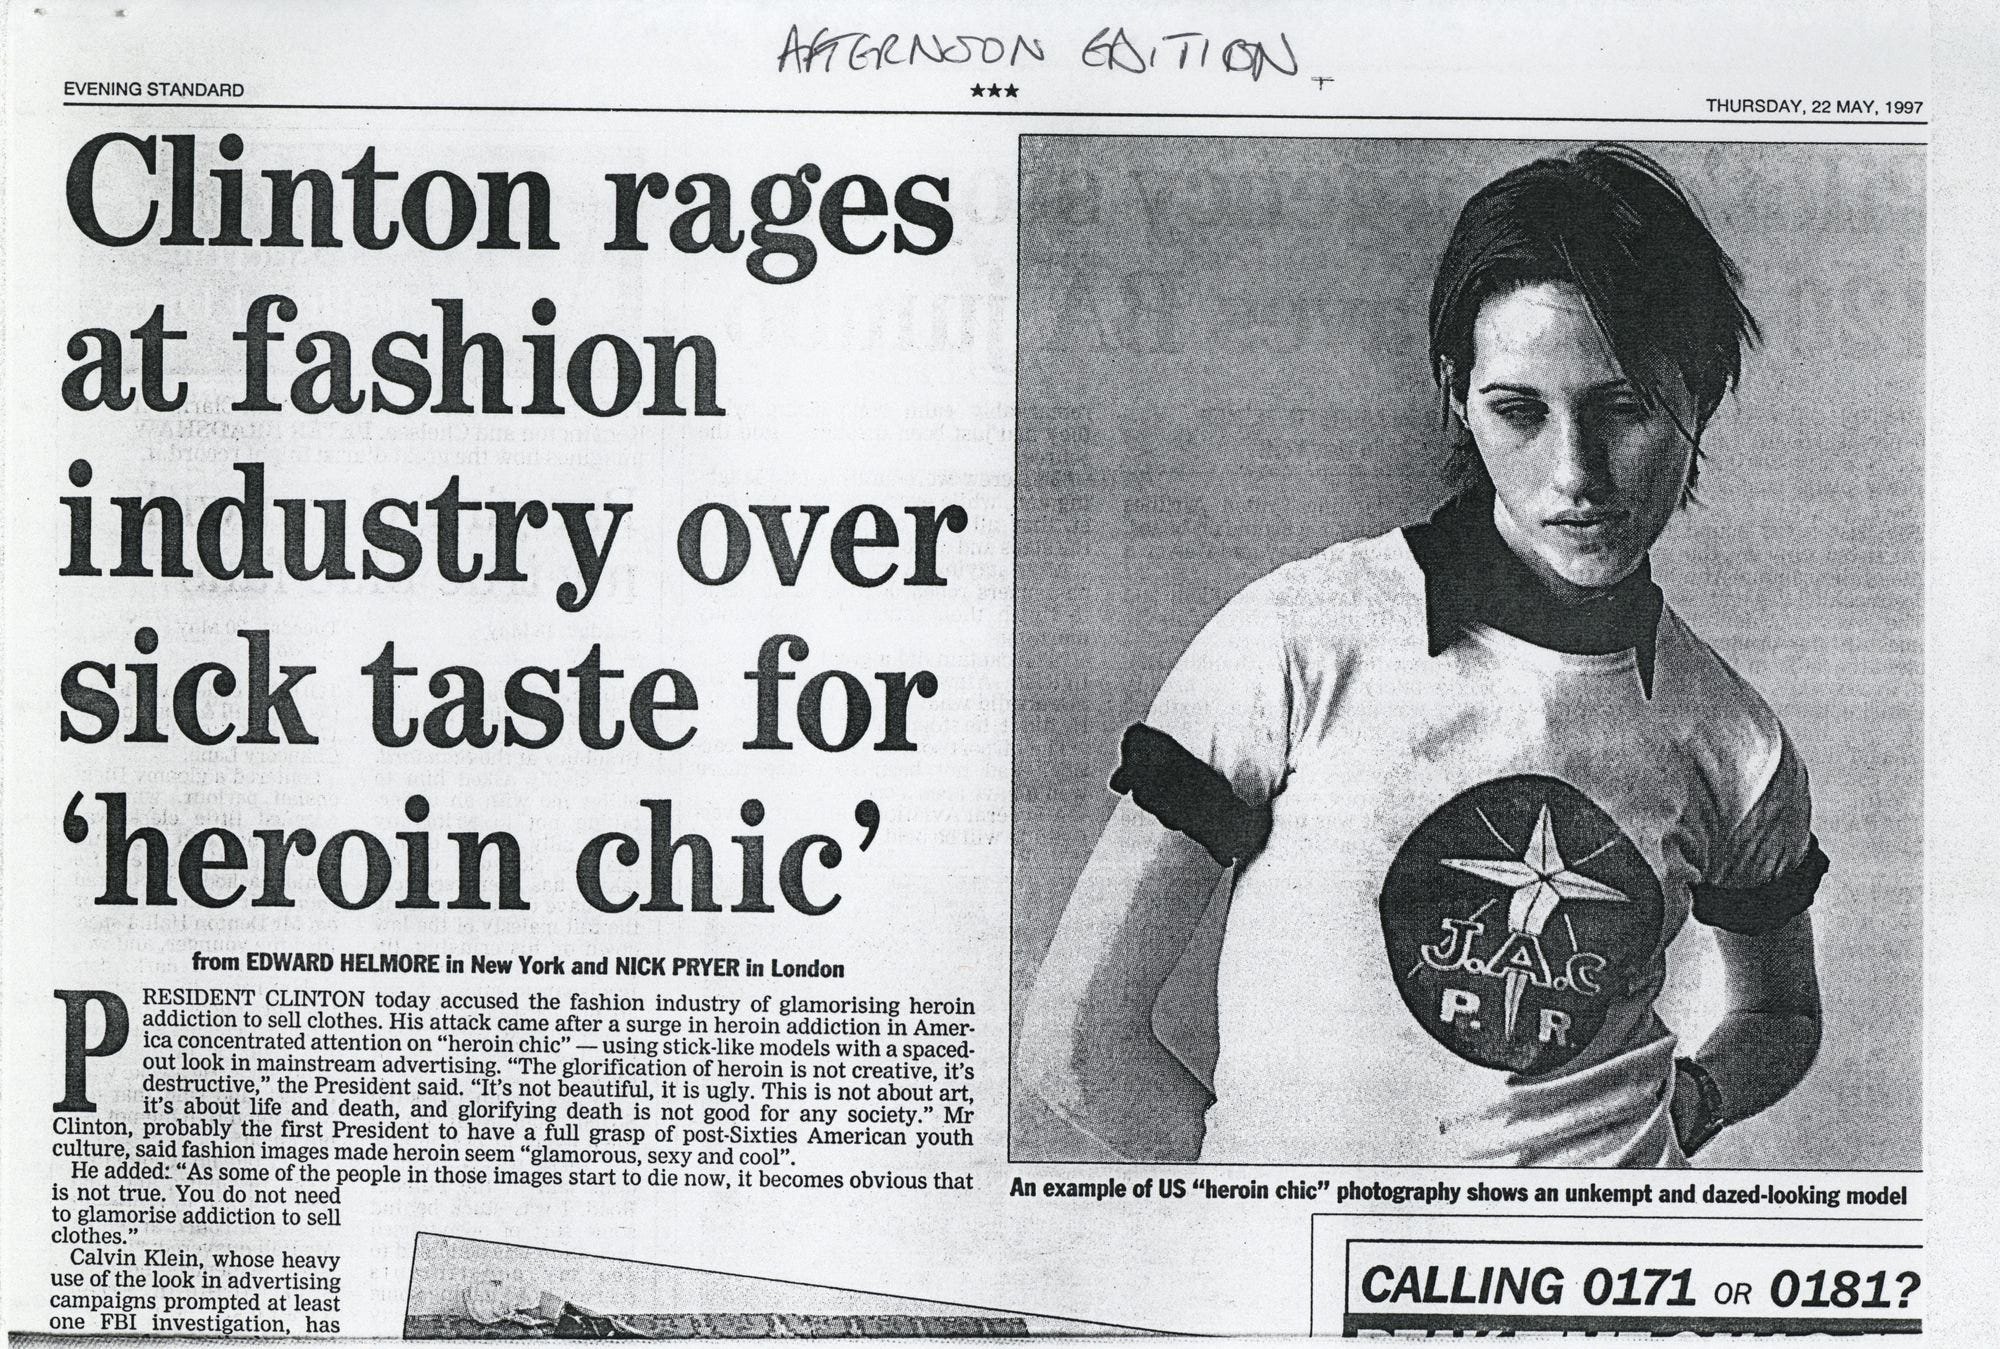 AFTERNOON EDITION
EVENING STANDARD
★★★
THURSDAY, 22 MAY, 1997
Clinton rages
at fashion
industry over
sick taste for
‘heroin chic’
from EDWARD HELMORE in New York and NICK PRYER in London
PRESIDENT CLINTON today accused the fashion industry of glamorising heroin
addiction to sell clothes. His attack came after a surge in heroin addiction in Amer-
ica concentrated attention on “heroin chic” — using stick-like models with a spaced-
out look in mainstream advertising. “The glorification of heroin is not creative, it’s
destructive,” the President said. “It’s not beautiful, it is ugly. This is not about art,
it’s about life and death, and glorifying death is not good for any society.” Mr
Clinton, probably the first President to have a full grasp of post-Sixties American youth
culture, said fashion images made heroin seem “glamorous, sexy and cool”.
He added: “As some of the people in those images start to die now, it becomes obvious that
is not true. You do not need
to glamorise addiction to sell
clothes.”
Calvin Klein, whose heavy
use of the look in advertising
campaigns prompted at least
one FBI investigation, has
J.A.C
P. R
An example of US “heroin chic” photography shows an unkempt and dazed-looking model
CALLING 0171 OR 0181?